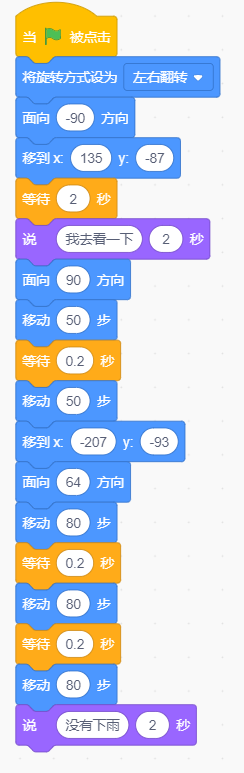 当 被点击
将旋转方式设为 左右翻转
面向 -90 方向
移到 x: 135 y: -87
等待 2 秒
说 我去看一下 2 秒
面向 90 方向
移动 50 步
等待 0.2 秒
移动 50 步
移到 x: -207 y: -93
面向 64 方向
移动 80 步
等待 0.2 秒
移动 80 步
等待 0.2 秒
移动 80 步
说 没有下雨 2 秒